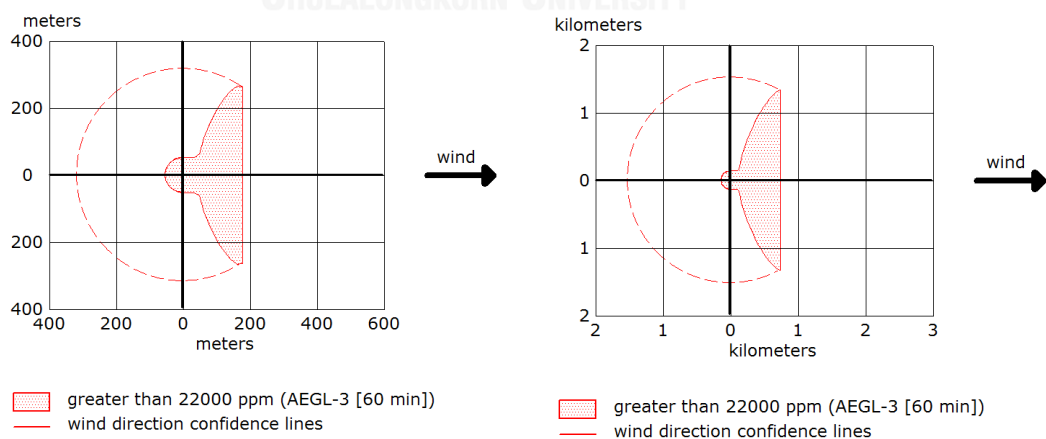 CHULALONGKORN UNIVERSITY
meters
400
200
0
200
400
400 200 0 200 400 600
meters
wind
greater than 22000 ppm (AEGL-3 [60 min])
wind direction confidence lines
kilometers
2
1
0
1
2
2 1 0 1 2 3
kilometers
wind
greater than 22000 ppm (AEGL-3 [60 min])
wind direction confidence lines